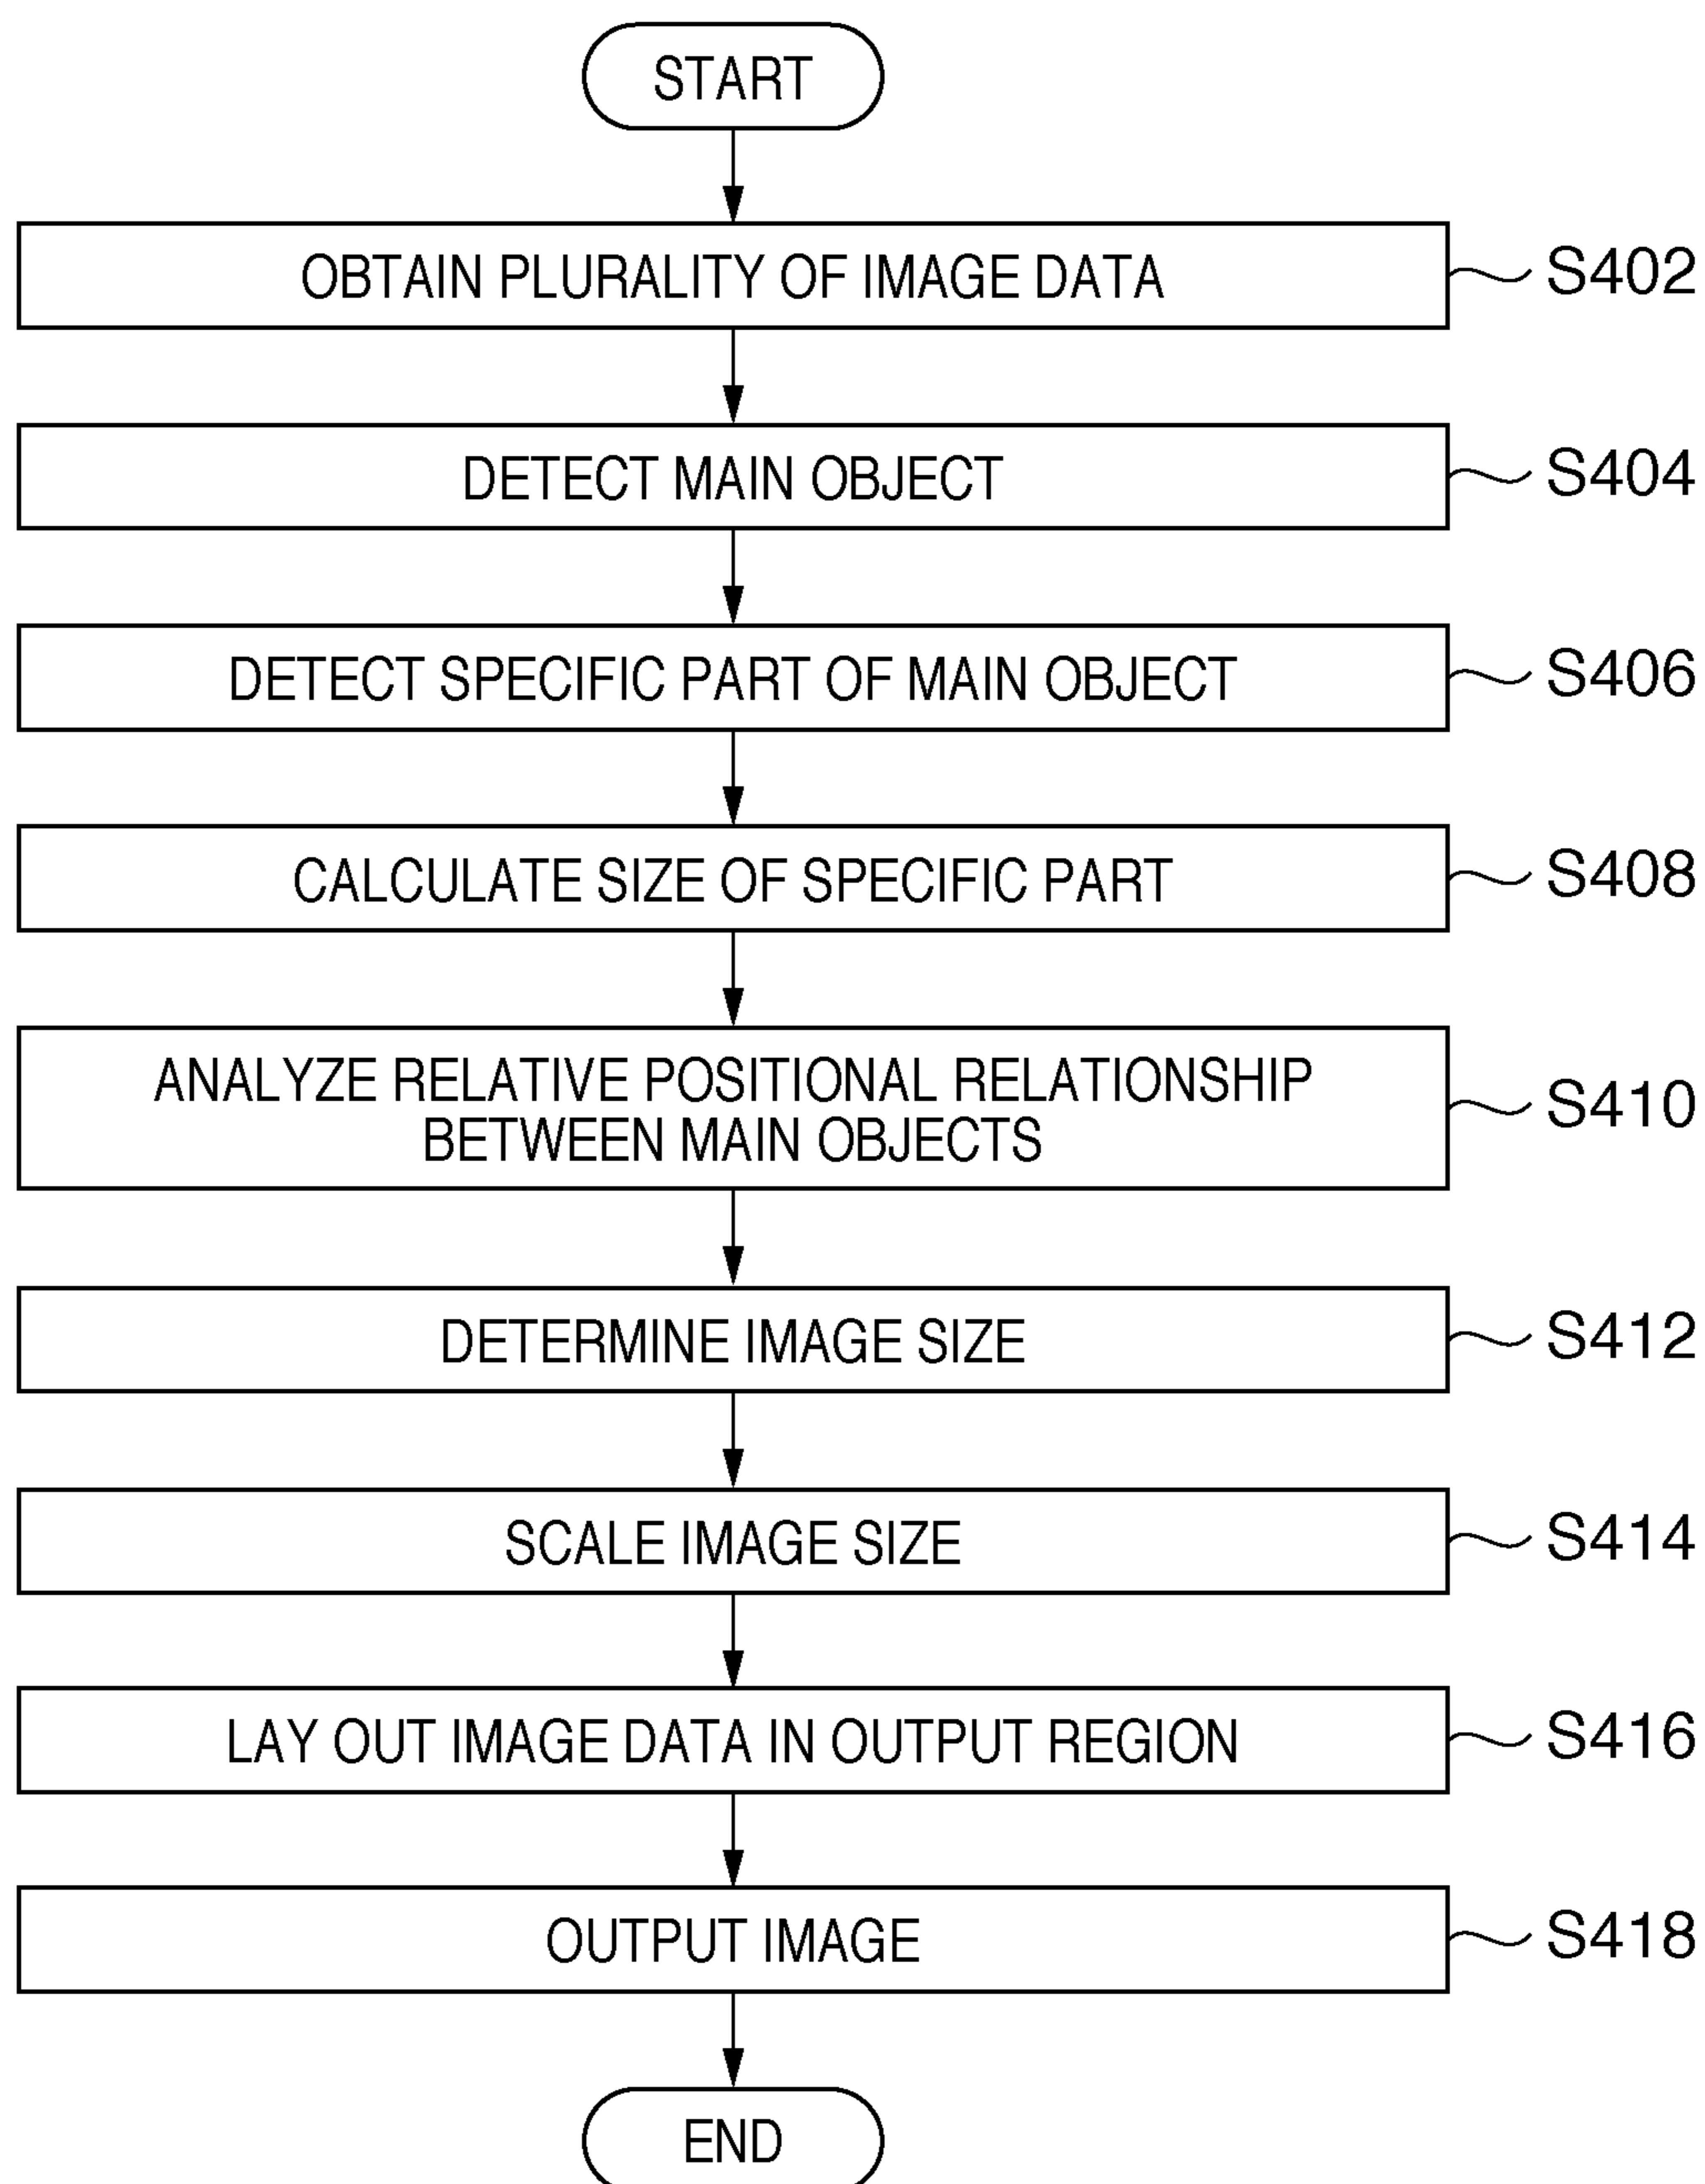 START
OBTAIN PLURALITY OF IMAGE DATA
S402
DETECT MAIN OBJECT
S404
DETECT SPECIFIC PART OF MAIN OBJECT
S406
CALCULATE SIZE OF SPECIFIC PART
S408
ANALYZE RELATIVE POSITIONAL RELATIONSHIP
BETWEEN MAIN OBJECTS
S410
DETERMINE IMAGE SIZE
S412
SCALE IMAGE SIZE
S414
LAY OUT IMAGE DATA IN OUTPUT REGION
S416
OUTPUT IMAGE
S418
END